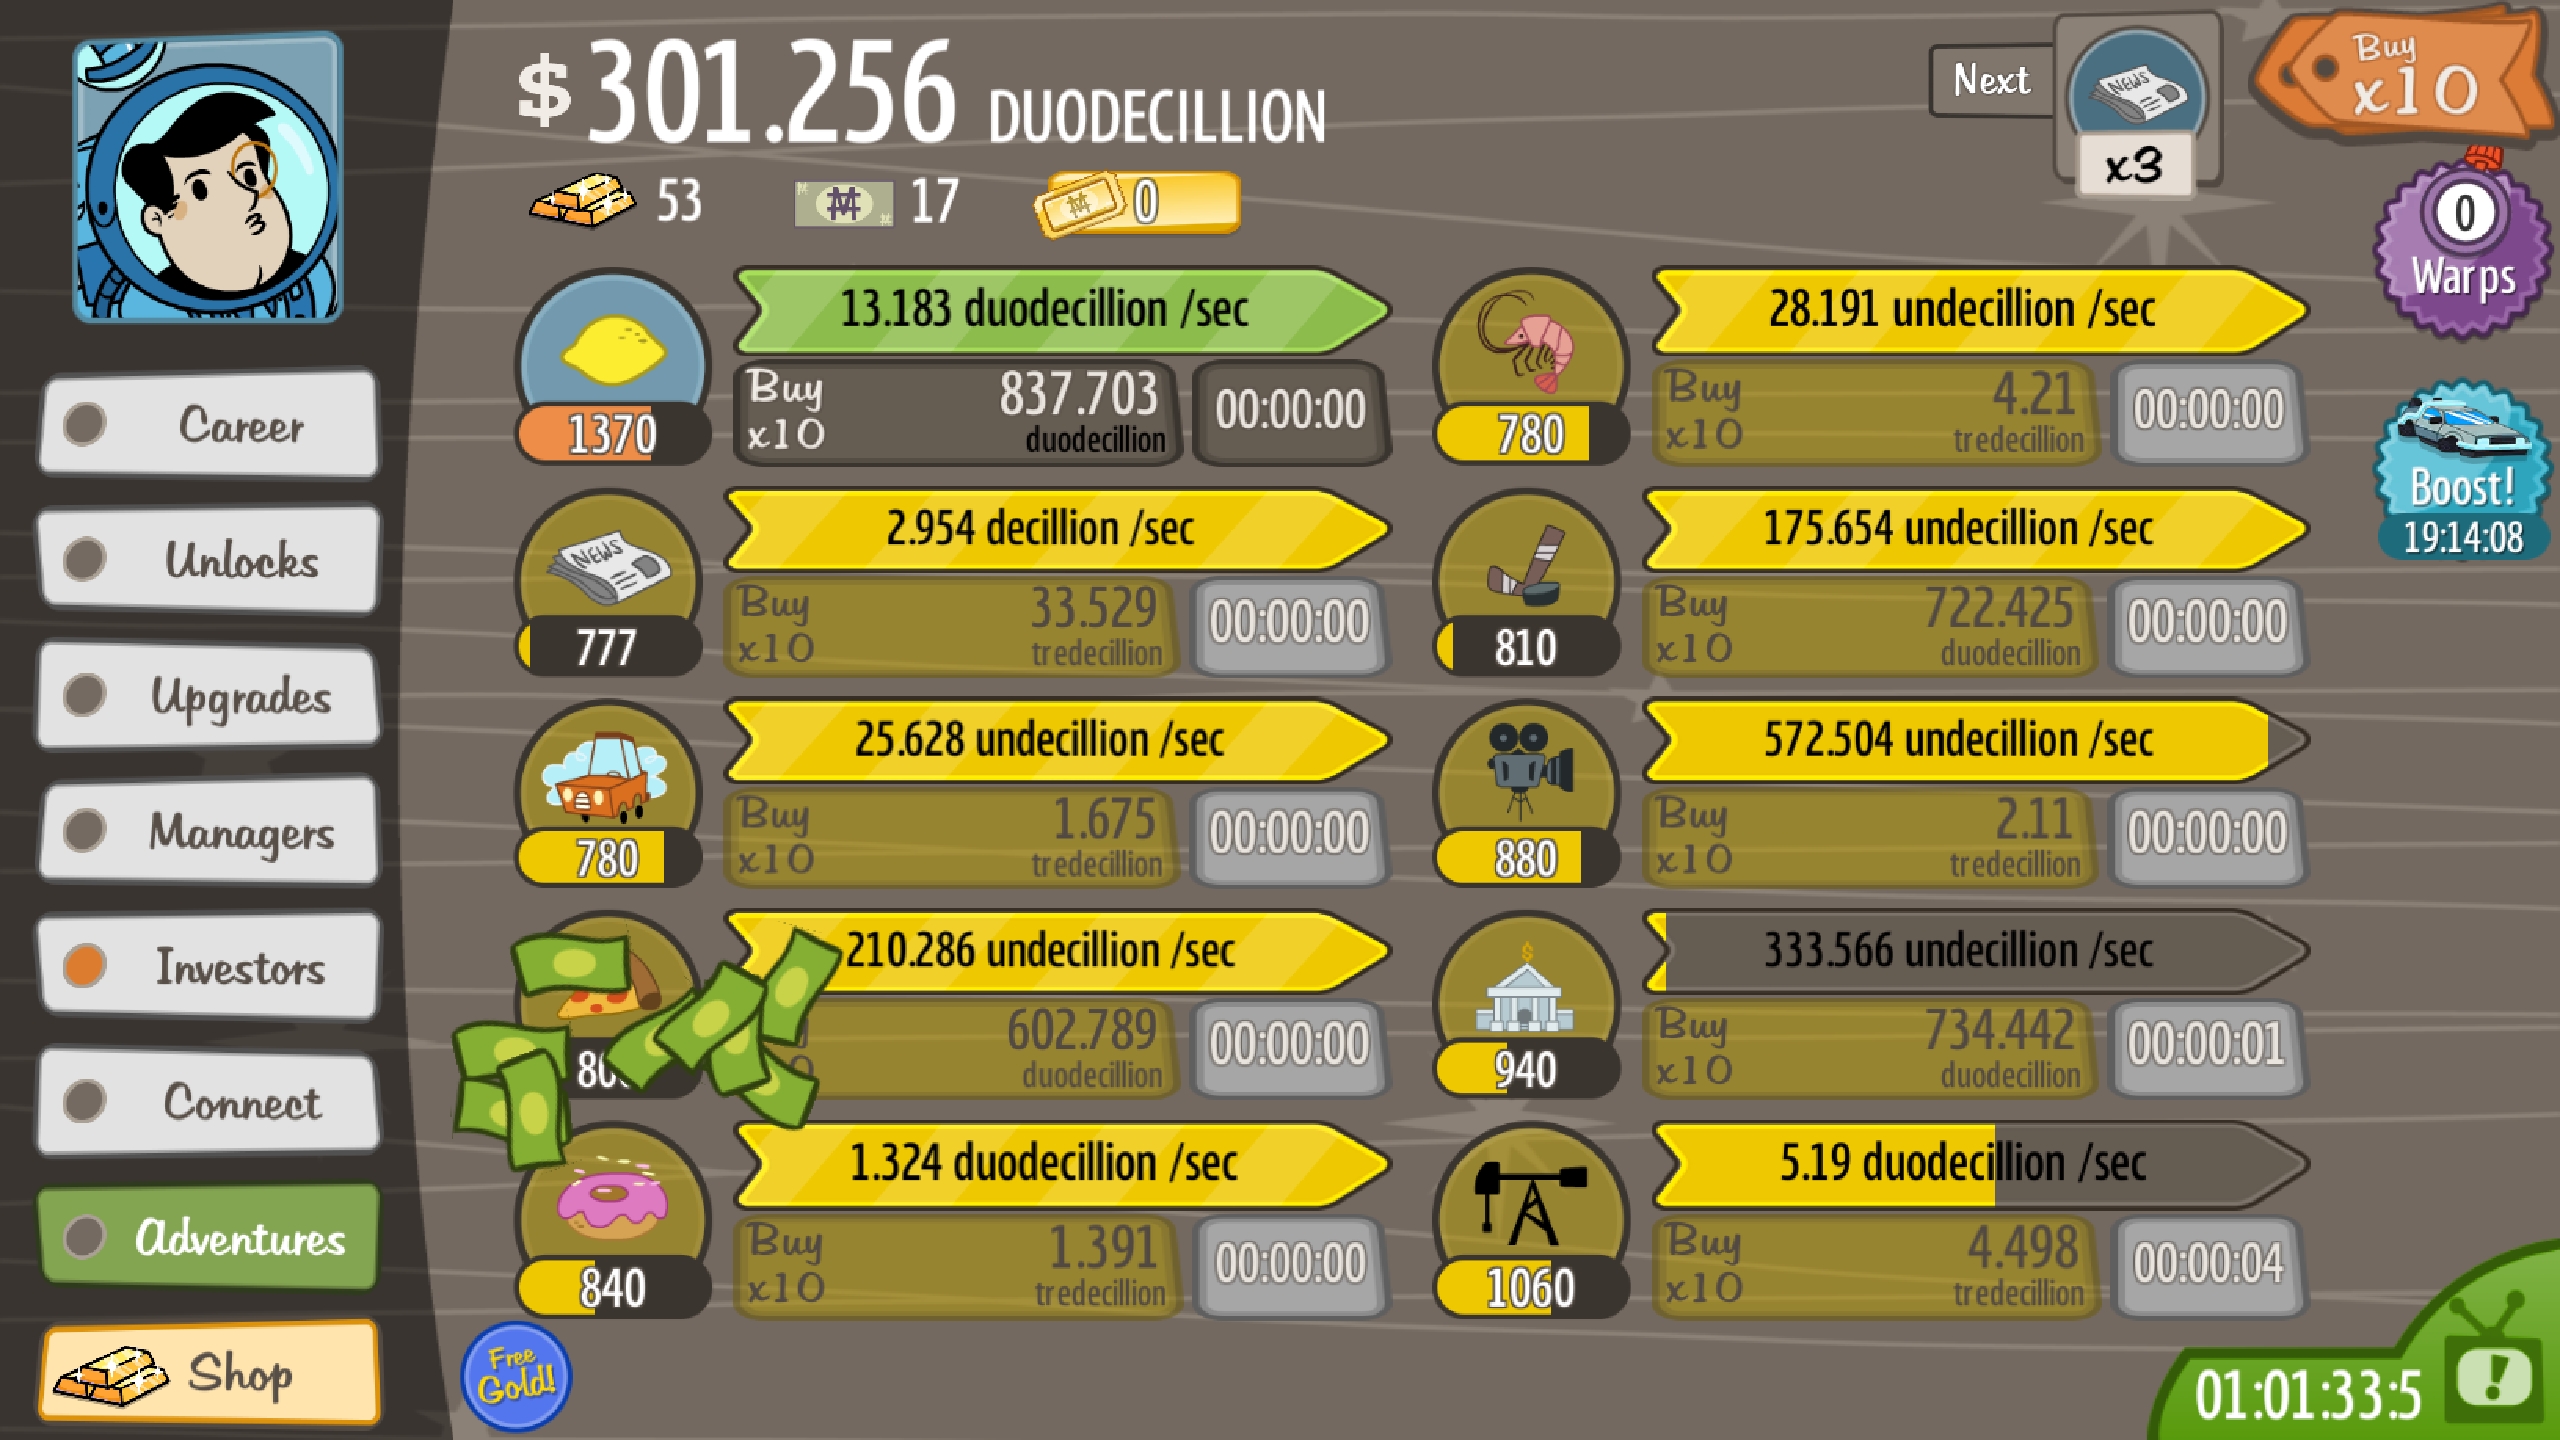 $301.256 DUODECILLION
53
17
0
Next
x3
Buy
x10
0
Warps
Boost!
19:14:08
Career
Unlocks
Upgrades
Managers
Investors
Connect
Adventures
Shop
13.183 duodecillion /sec
1370
Buy
x10
837.703
duodecillion
00:00:00
28.191 undecillion /sec
780
Buy
x10
4.21
tredecillion
00:00:00
NEWS
2.954 decillion /sec
777
Buy
x10
33.529
tredecillion
00:00:00
175.654 undecillion /sec
810
Buy
x10
722.425
duodecillion
00:00:00
25.628 undecillion /sec
780
Buy
x10
1.675
tredecillion
00:00:00
572.504 undecillion /sec
880
Buy
x10
2.11
tredecillion
00:00:00
210.286 undecillion /sec
602.789
duodecillion
00:00:00
333.566 undecillion /sec
940
Buy
x10
734.442
duodecillion
00:00:01
1.324 duodecillion /sec
840
Buy
x10
1.391
tredecillion
00:00:00
5.19 duodecillion /sec
1060
Buy
x10
4.498
tredecillion
00:00:04
Free
Gold!
01:01:33:5